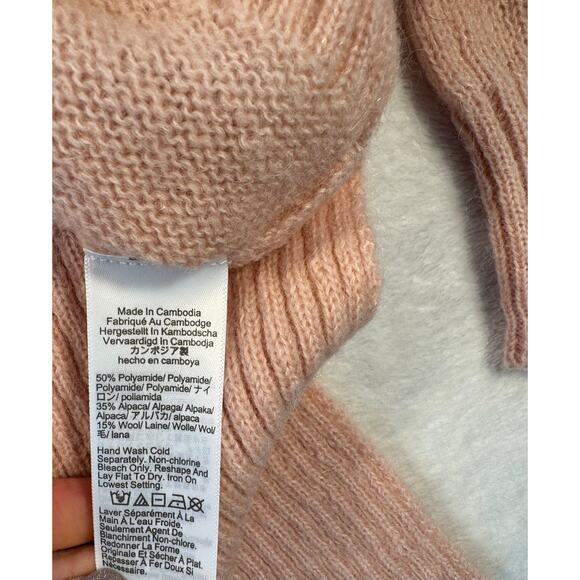 Made In Cambodia
Fabriqué Au Cambodge
Hergestellt In Kambodscha
Vervaardigt In Cambodja
カンボジア製
hecho en camboya
50% Polyamide/ Polyamide/
Polyamide/ Polyamide/ ナイ
ロン/ poliamida
35% Alpaca/ Alpaga/ Alpaka/
Alpaca/ アルパカ/ alpaca
15% Wool/ Laine/ Wolle/ Wol/
毛/ lana
Hand Wash Cold
Separately. Non-chlorine
Bleach Only. Reshape And
Lay Flat To Dry. Iron On
Lowest Setting.
Laver Séparément À La
Main À L'eau Froide.
Seulement Agent De
Blanchiment Non-chlore.
Redonner La Forme
Originale Et Sécher À Plat.
Repasser À Fer Doux Si
Nécessaire.